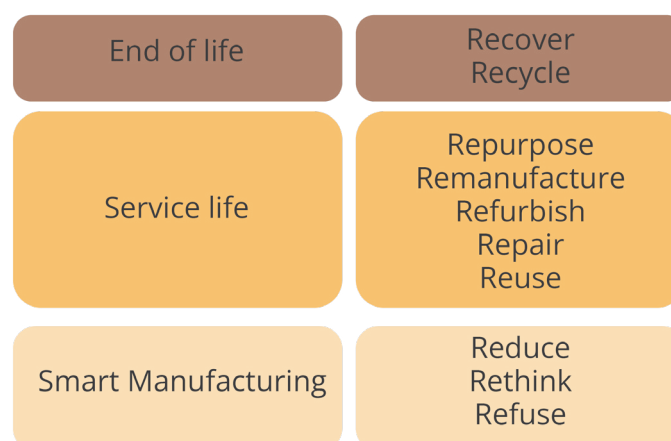 End of life
Recover
Recycle
Service life
Repurpose
Remanufacture
Refurbish
Repair
Reuse
Smart Manufacturing
Reduce
Rethink
Refuse